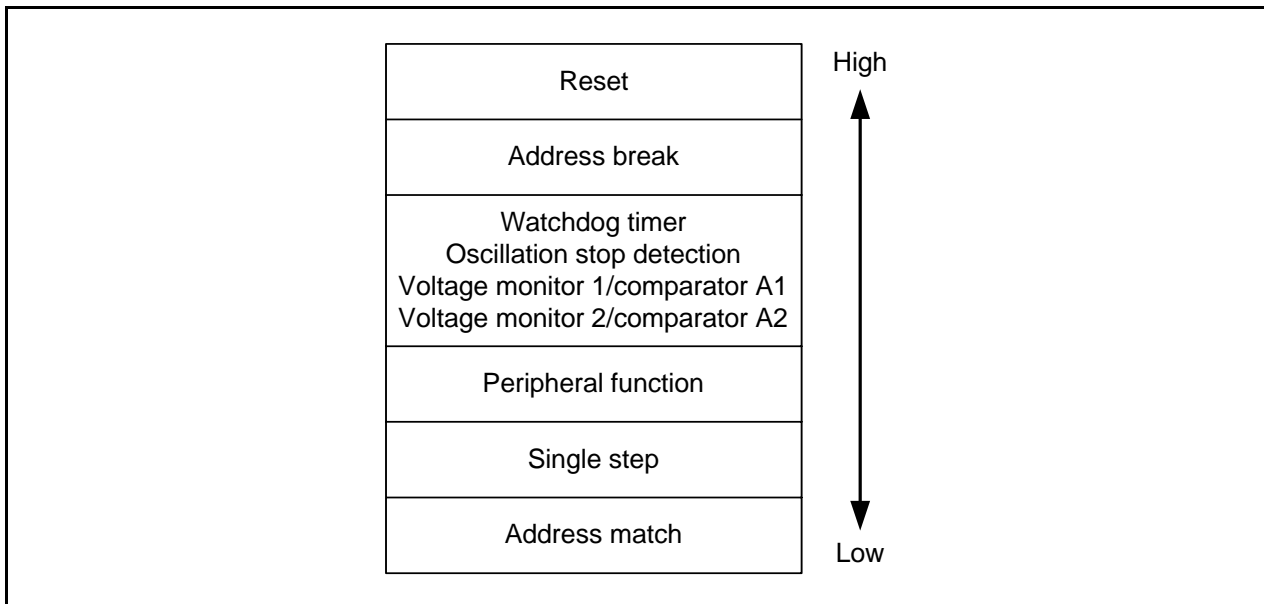 Reset
High
Address break
Watchdog timer
Oscillation stop detection
Voltage monitor 1/comparator A1
Voltage monitor 2/comparator A2
Peripheral function
Single step
Address match
Low